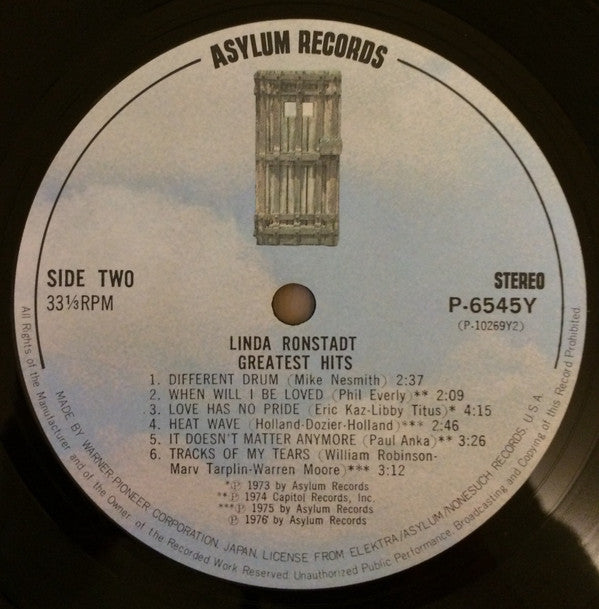 ASYLUM RECORDS
SIDE TWO
33⅓RPM
STEREO
P-6545Y
(P-10269Y2)
LINDA RONSTADT
GREATEST HITS
1. DIFFERENT DRUM (Mike Nesmith) 2:37
2. WHEN WILL I BE LOVED (Phil Everly)** 2:09
3. LOVE HAS NO PRIDE (Eric Kaz-Libby Titus)* 4:15
4. HEAT WAVE (Holland-Dozier-Holland)*** 2:46
5. IT DOESN'T MATTER ANYMORE (Paul Anka)** 3:26
6. TRACKS OF MY TEARS (William Robinson-
Marv Tarplin-Warren Moore)*** 3:12
*Ⓟ 1973 by Asylum Records
**Ⓟ 1974 Capitol Records, Inc.
***Ⓟ 1975 by Asylum Records
Ⓟ 1976 by Asylum Records
MADE BY WARNER-PIONEER CORPORATION, JAPAN, LICENSE FROM ELEKTRA/ASYLUM/NONESUCH RECORDS, U.S.A.
All Rights of the Manufacturer and of the Owner of the Recorded Work Reserved. Unauthorized Public Performance, Broadcasting and Copying of this Record Prohibited.